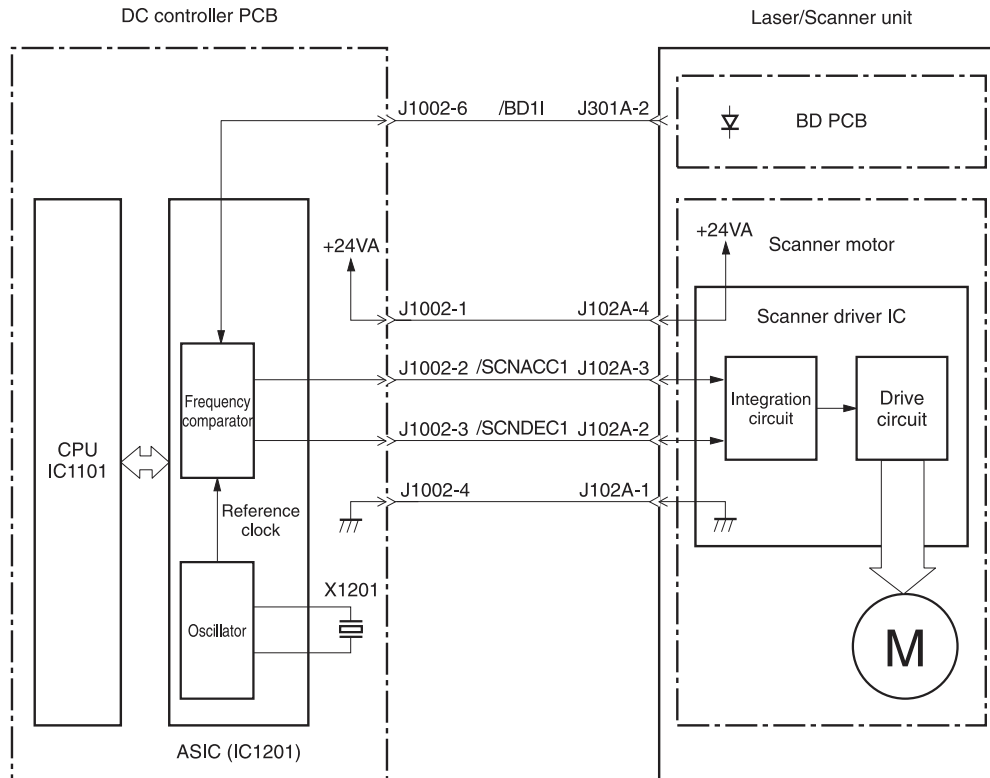 DC controller PCB
Laser/Scanner unit
J1002-6 /BD1I J301A-2
BD PCB
+24VA
+24VA
Scanner motor
J1002-1 J102A-4
Scanner driver IC
J1002-2 /SCNACC1 J102A-3
Frequency
comparator
Integration
circuit
Drive
circuit
J1002-3 /SCNDEC1 J102A-2
CPU
IC1101
J1002-4 J102A-1
Reference
clock
X1201
Oscillator
M
ASIC (IC1201)